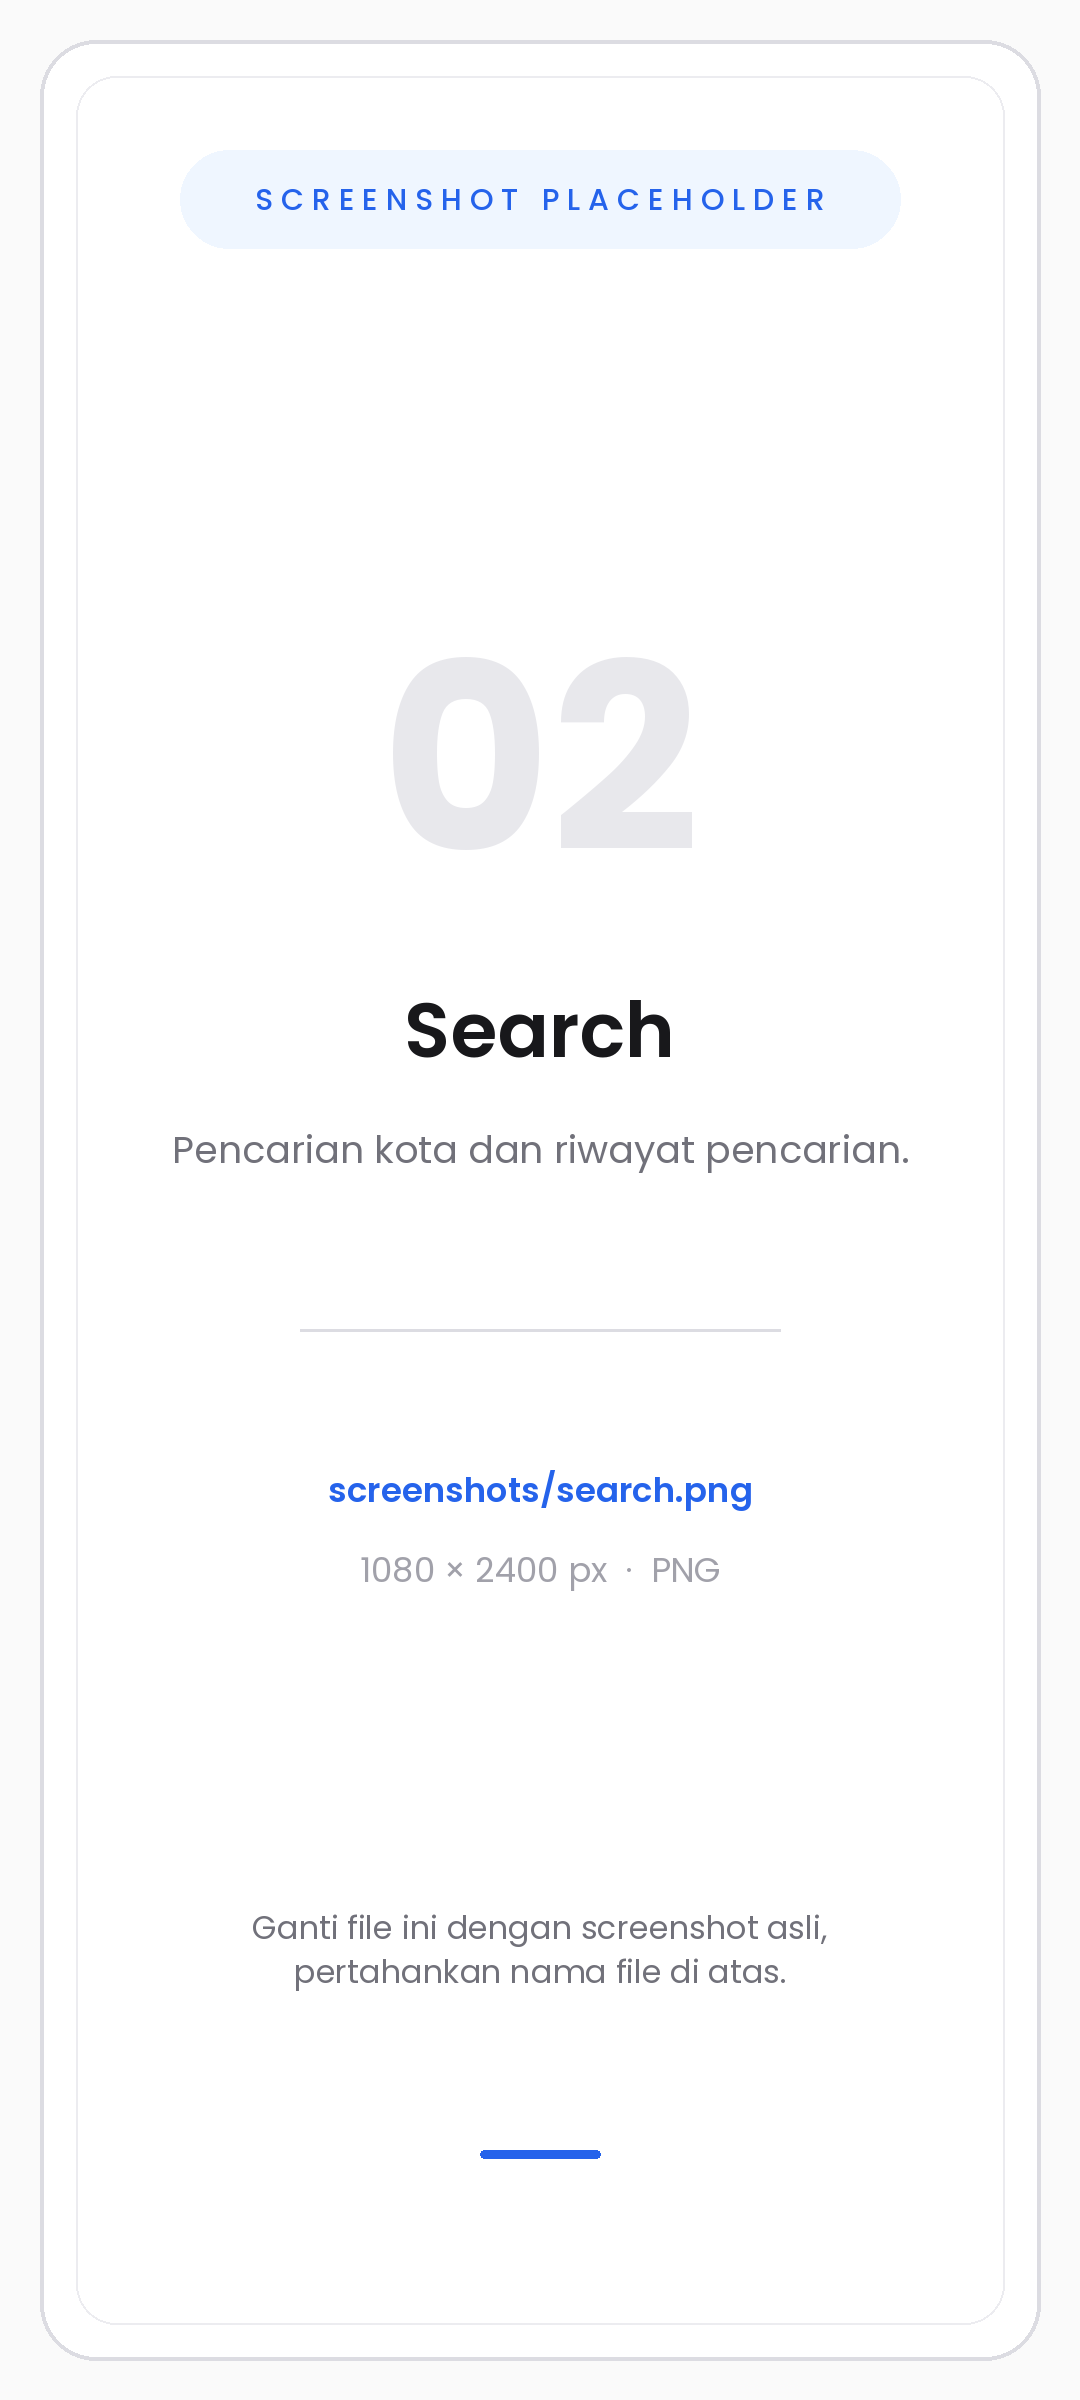 SCREENSHOT PLACEHOLDER
02
Search
Pencarian kota dan riwayat pencarian.
screenshots/search.png
1080 × 2400 px · PNG
Ganti file ini dengan screenshot asli,
pertahankan nama file di atas.